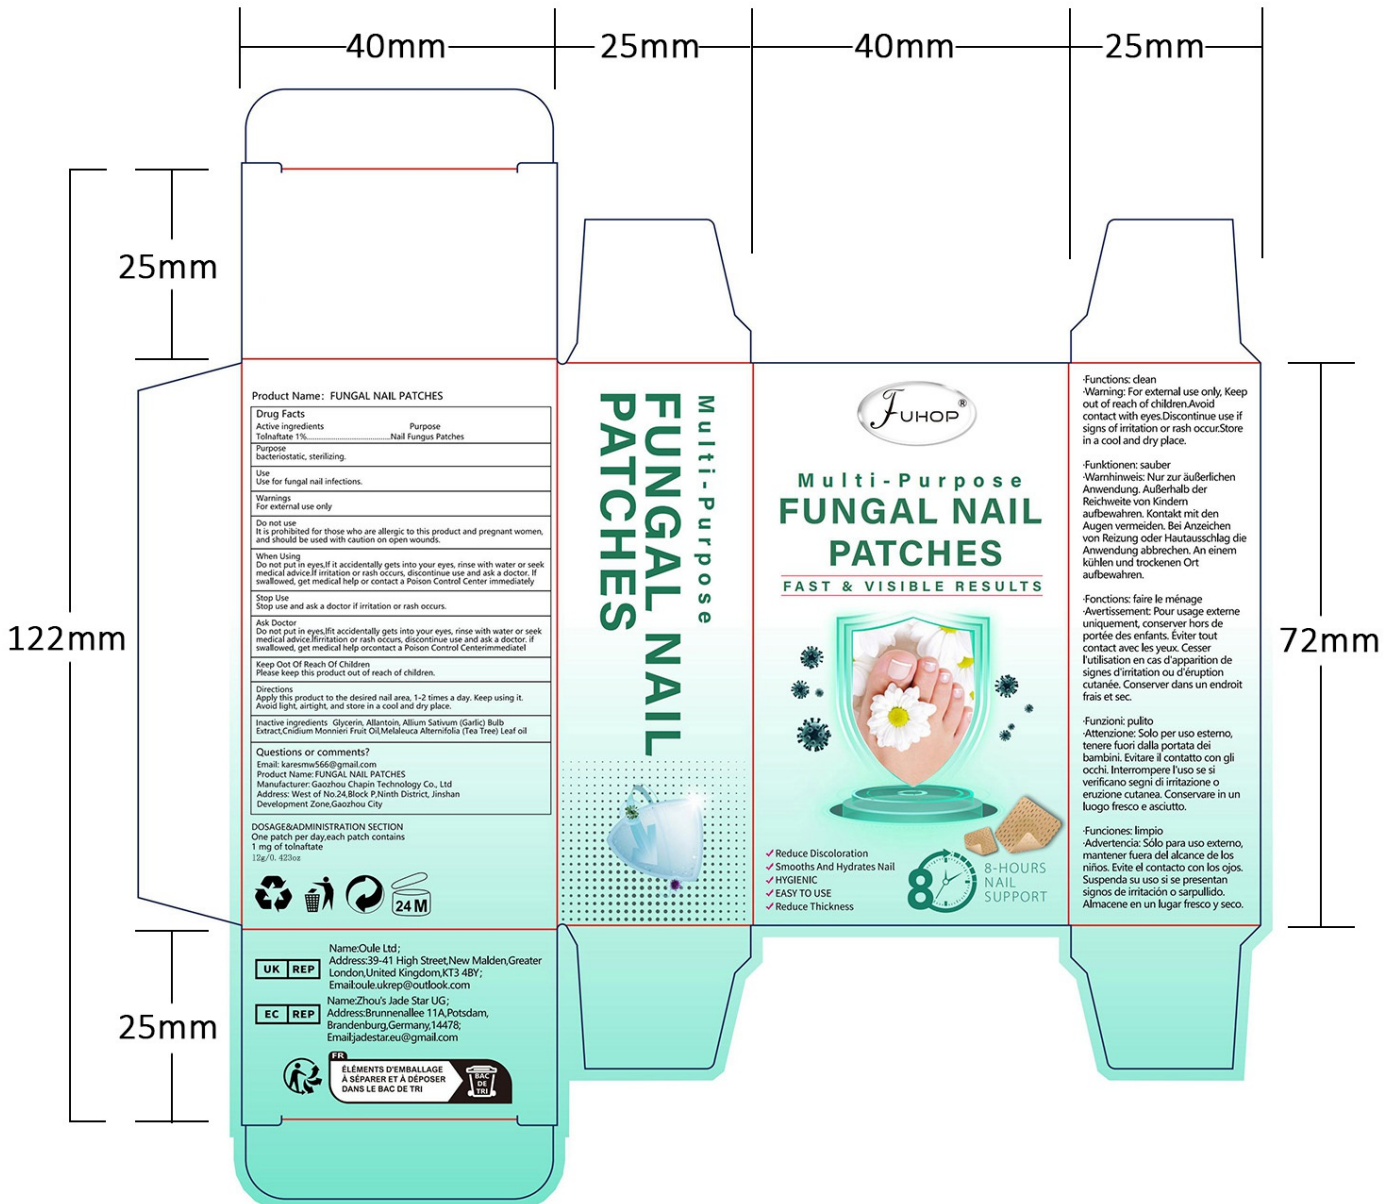 40mm
25mm
40mm
25mm
25mm
122mm
25mm
72mm
Product Name: FUNGAL NAIL PATCHES
Drug Facts
Active ingredients Purpose
Tolnaftate 1%........................................Nail Fungus Patches
Purpose
bacteriostatic, sterilizing.
Use
Use for fungal nail infections.
Warnings
For external use only
Do not use
It is prohibited for those who are allergic to this product and pregnant women,
and should be used with caution on open wounds.
When Using
Do not put in eyes,If it accidentally gets into your eyes, rinse with water or seek
medical advice.If irritation or rash occurs, discontinue use and ask a doctor. If
swallowed, get medical help or contact a Poison Control Center immediately
Stop Use
Stop use and ask a doctor if irritation or rash occurs.
Ask Doctor
Do not put in eyes,Ifit accidentally gets into your eyes, rinse with water or seek
medical advice.Ifirritation or rash occurs, discontinue use and ask a doctor. if
swallowed, get medical help orcontact a Poison Control Centerimmediatel
Keep Oot Of Reach Of Children
Please keep this product out of reach of children.
Directions
Apply this product to the desired nail area, 1-2 times a day. Keep using it.
Avoid light, airtight, and store in a cool and dry place.
Inactive ingredients Glycerin, Allantoin, Allium Sativum (Garlic) Bulb
Extract,Cnidium Monnieri Fruit Oil,Melaleuca Alternifolia (Tea Tree) Leaf oil
Questions or comments?
Email: karesmw566@gmail.com
Product Name: FUNGAL NAIL PATCHES
Manufacturer: Gaozhou Chapin Technology Co., Ltd
Address: West of No.24,Block P,Ninth District, Jinshan
Development Zone,Gaozhou City
DOSAGE&ADMINISTRATION SECTION
One patch per day,each patch contains
1 mg of tolnaftate
12g/0. 423oz
24 M
UK REP
Name:Oule Ltd;
Address:39-41 High Street,New Malden,Greater
London,United Kingdom,KT3 4BY;
Email:oule.ukrep@outlook.com
EC REP
Name:Zhou's Jade Star UG;
Address:Brunnenallee 11A,Potsdam,
Brandenburg,Germany,14478;
Email:jadestar.eu@gmail.com
FR
ÉLÉMENTS D'EMBALLAGE
À SÉPARER ET À DÉPOSER
DANS LE BAC DE TRI
BAC
DE
TRI
Multi-Purpose
FUNGAL NAIL
PATCHES
FUHOP®
Multi-Purpose
FUNGAL NAIL
PATCHES
FAST & VISIBLE RESULTS
Reduce Discoloration
Smooths And Hydrates Nail
HYGIENIC
EASY TO USE
Reduce Thickness
8
8-HOURS
NAIL
SUPPORT
·Functions: clean
·Warning: For external use only, Keep
out of reach of children.Avoid
contact with eyes.Discontinue use if
signs of irritation or rash occur.Store
in a cool and dry place.
·Funktionen: sauber
·Warnhinweis: Nur zur äußerlichen
Anwendung. Außerhalb der
Reichweite von Kindern
aufbewahren. Kontakt mit den
Augen vermeiden. Bei Anzeichen
von Reizung oder Hautausschlag die
Anwendung abbrechen. An einem
kühlen und trockenen Ort
aufbewahren.
·Fonctions: faire le ménage
·Avertissement: Pour usage externe
uniquement, conserver hors de
portée des enfants. Éviter tout
contact avec les yeux. Cesser
l'utilisation en cas d'apparition de
signes d'irritation ou d'éruption
cutanée. Conserver dans un endroit
frais et sec.
·Funzioni: pulito
·Attenzione: Solo per uso esterno,
tenere fuori dalla portata dei
bambini. Evitare il contatto con gli
occhi. Interrompere l'uso se si
verificano segni di irritazione o
eruzione cutanea. Conservare in un
luogo fresco e asciutto.
·Funciones: limpio
·Advertencia: Sólo para uso externo,
mantener fuera del alcance de los
niños. Evite el contacto con los ojos.
Suspenda su uso si se presentan
signos de irritación o sarpullido.
Almacene en un lugar fresco y seco.